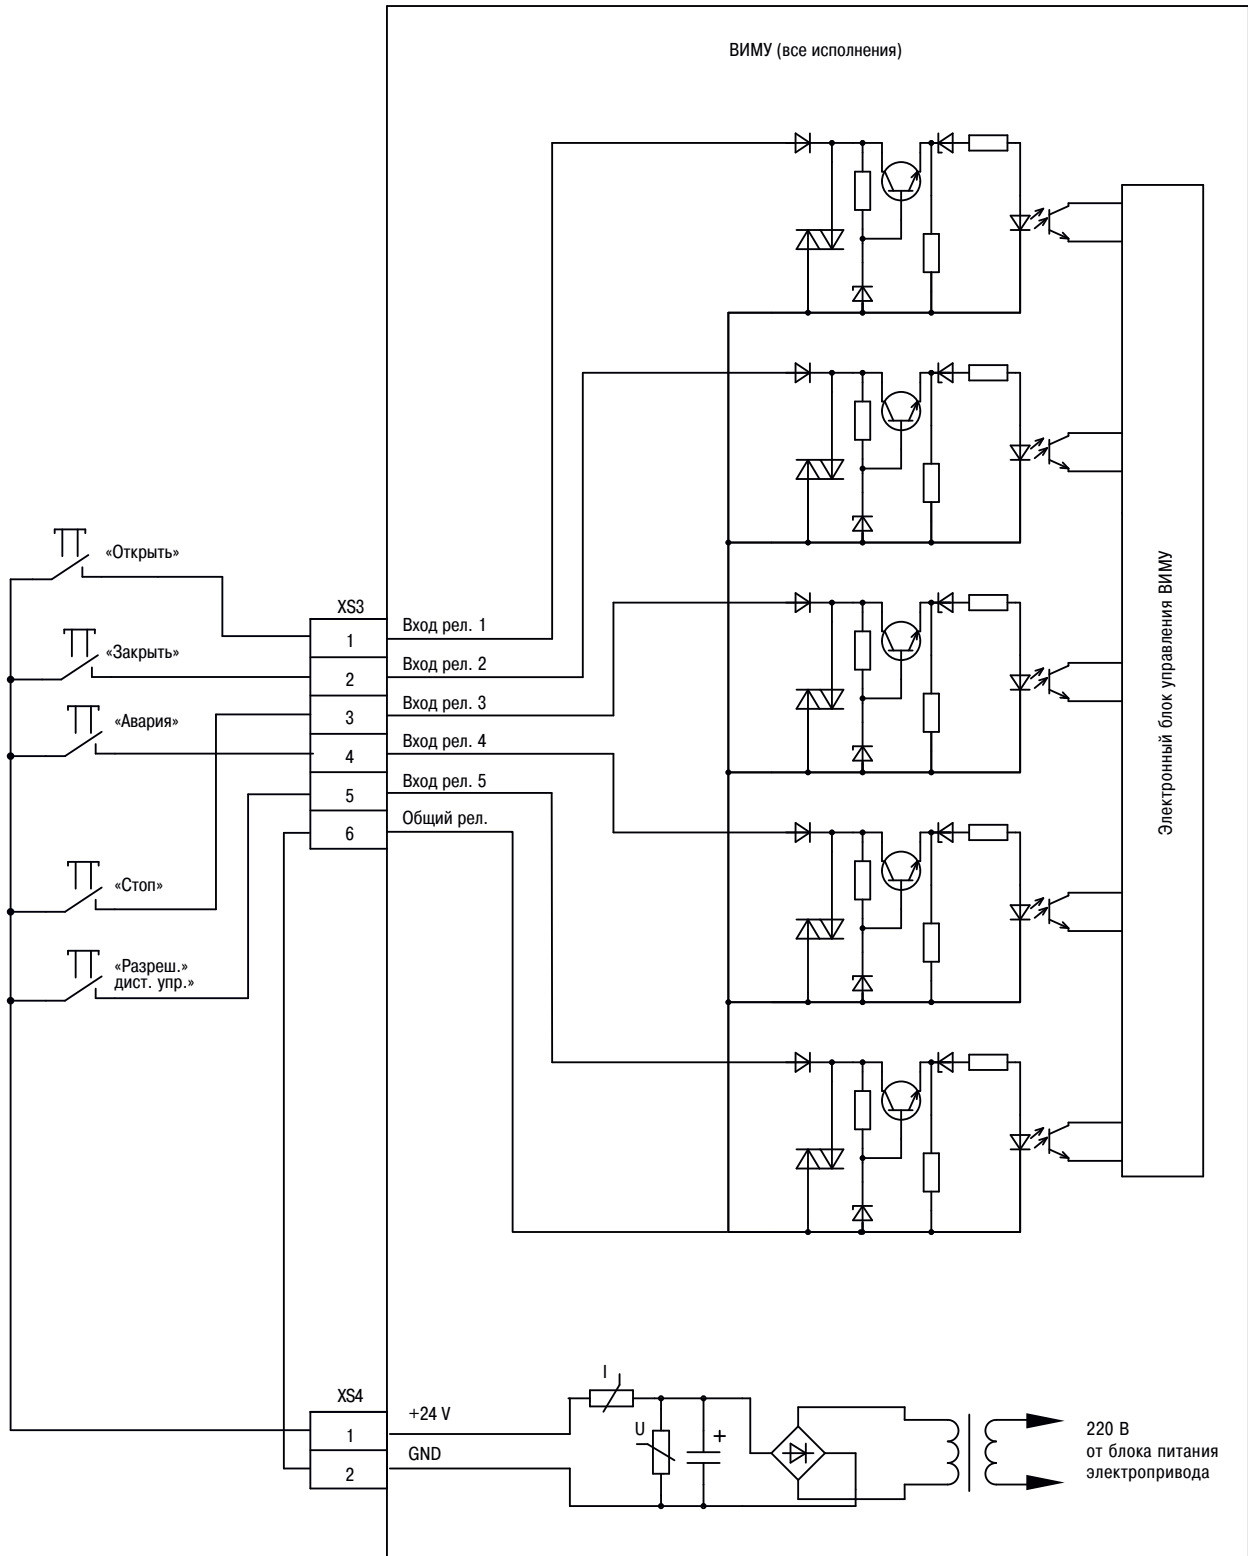 ВИМУ (все исполнения)
«Открыть»
«Закрыть»
«Авария»
«Стоп»
«Разреш.»
дист. упр.»
XS3
1
2
3
4
5
6
Вход рел. 1
Вход рел. 2
Вход рел. 3
Вход рел. 4
Вход рел. 5
Общий рел.
Электронный блок управления ВИМУ
XS4
1
2
+24 V
GND
I
U
+
220 В
от блока питания
электропривода